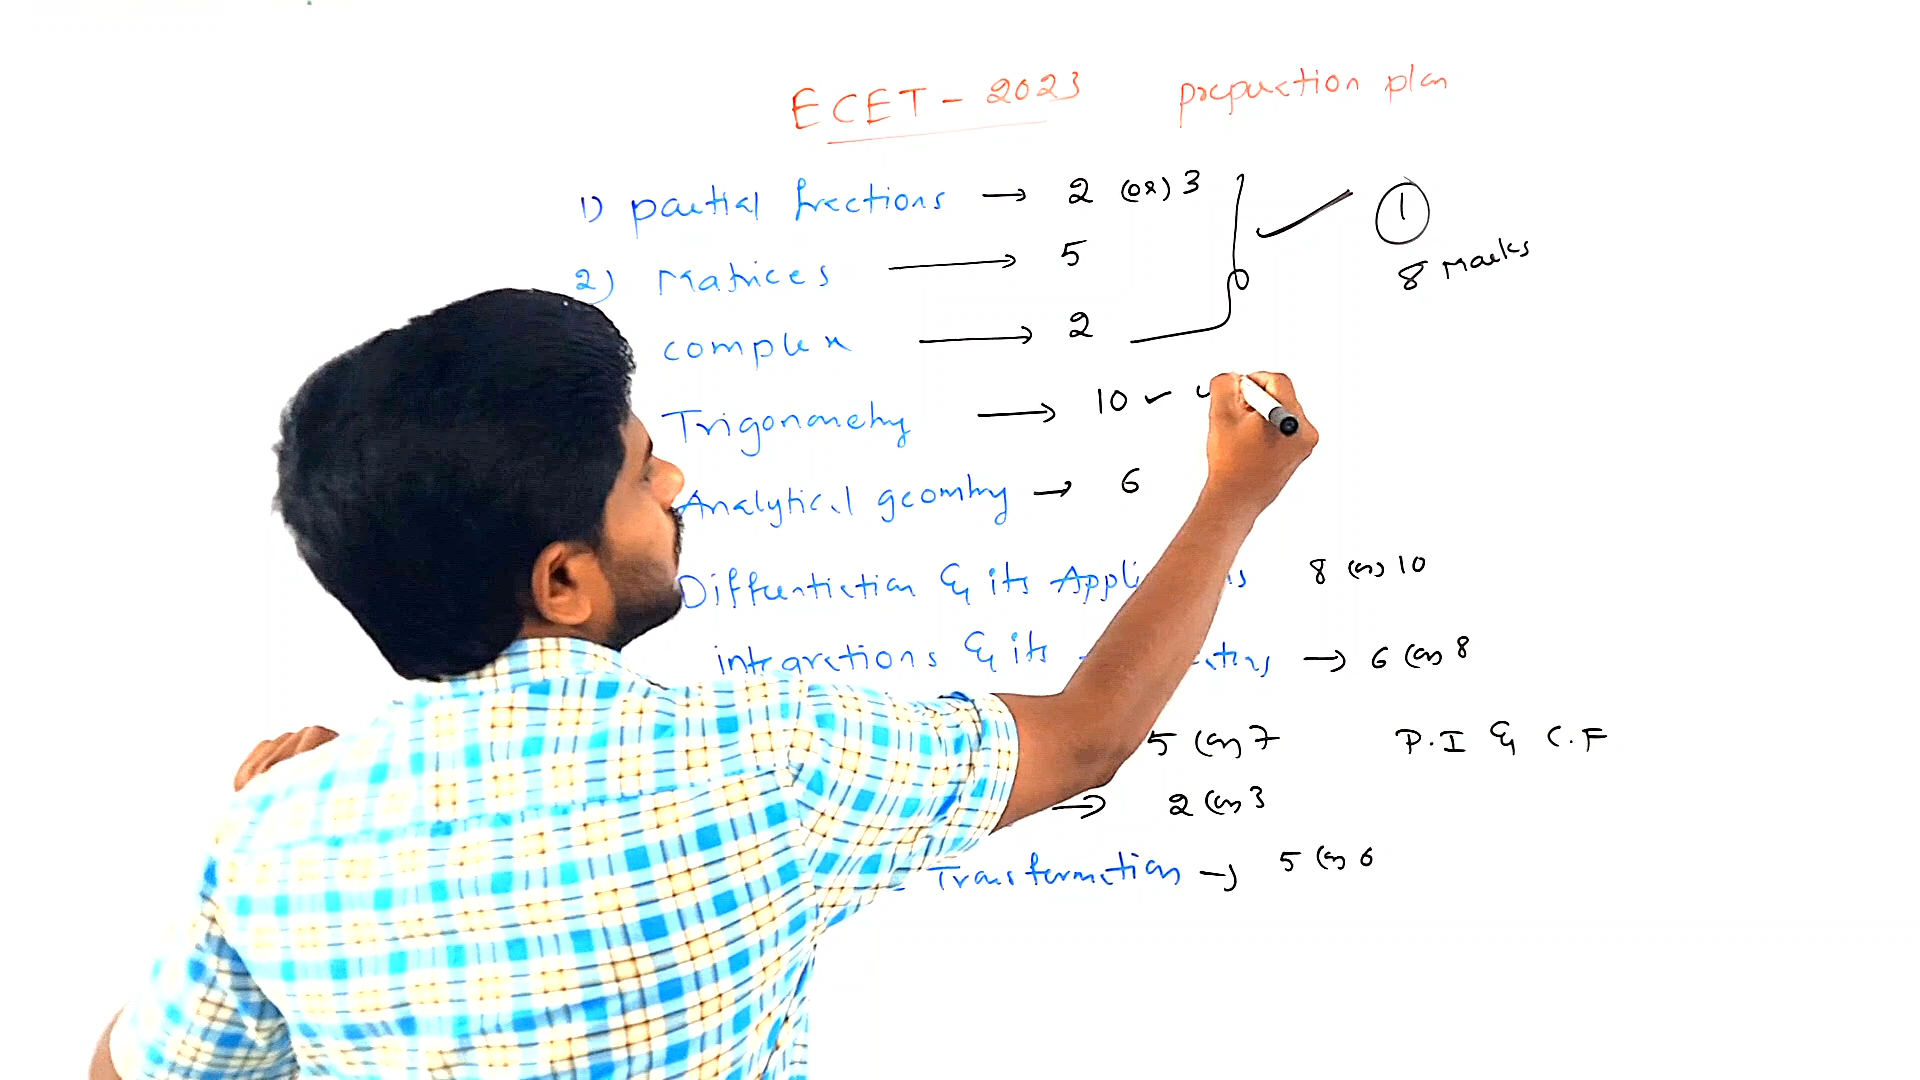 ECET - 2023 preparation plan
1) partial fractions → 2 (or) 3
①
2) Matrices → 5
8 Marks
complex → 2
Trigonometry → 10 ✓
Analytical geometry → 6
Differentiation & its 8 (or) 10
integrations & its → 6 (or) 8
5 (or) 7 P.I & C.F
→ 2 (or) 3
Transformation → 5 (or) 6